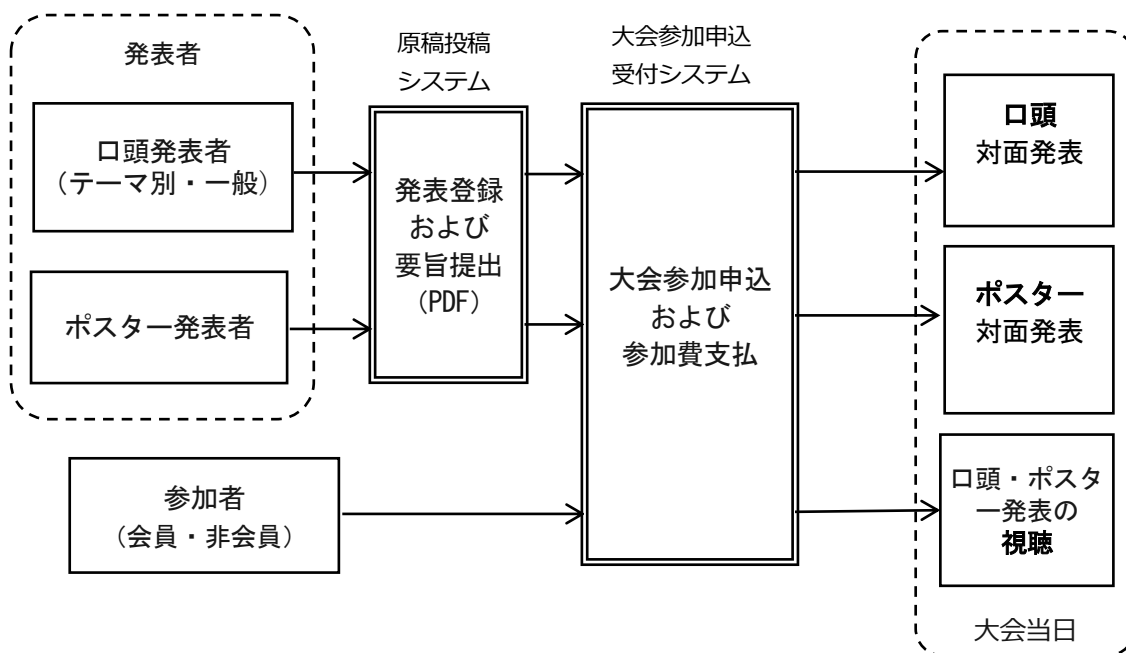 発表者
口頭発表者
（テーマ別・一般）
ポスター発表者
参加者
（会員・非会員）
原稿投稿
システム
発表登録
および
要旨提出
（PDF）
大会参加申込
受付システム
大会参加申込
および
参加費支払
口頭
対面発表
ポスター
対面発表
口頭・ポスタ
ー発表の
視聴
大会当日